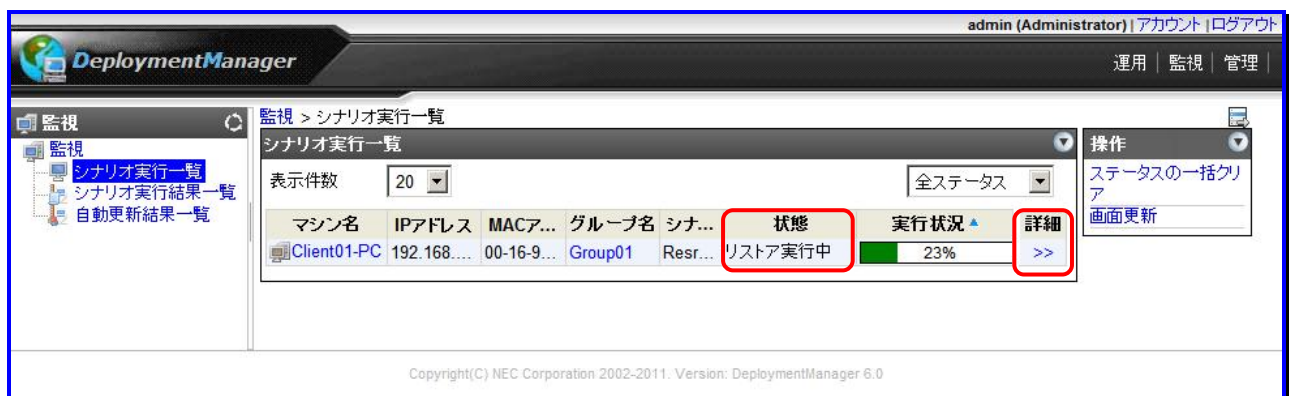 admin (Administrator) | アカウント | ログアウト
DeploymentManager
運用 | 監視 | 管理 |
監視
監視
シナリオ実行一覧
シナリオ実行結果一覧
自動更新結果一覧
監視 > シナリオ実行一覧
シナリオ実行一覧
表示件数 20 全ステータス
マシン名 IPアドレス MACア... グループ名 シナ... 状態 実行状況 詳細
Client01-PC 192.168.... 00-16-9... Group01 Resr... リストア実行中 23% >>
操作
ステータスの一括クリ
ア
画面更新
Copyright(C) NEC Corporation 2002-2011. Version: DeploymentManager 6.0